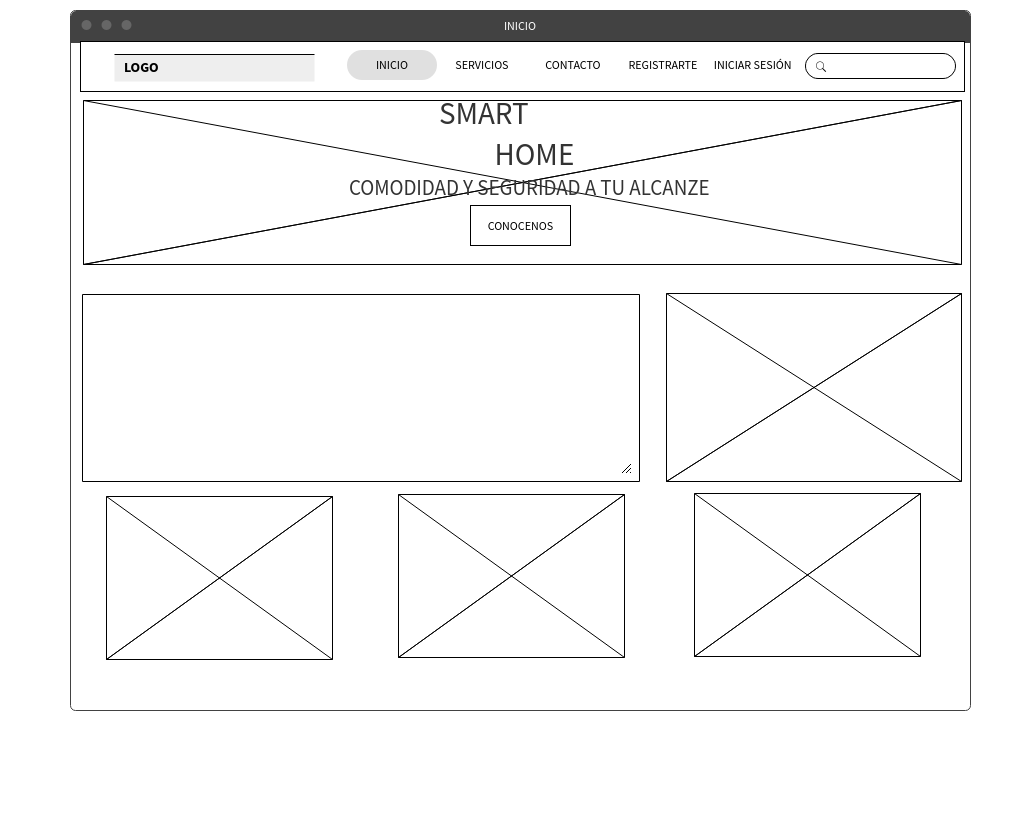 INICIO
LOGO
INICIO SERVICIOS CONTACTO REGISTRARTE INICIAR SESIÓN
SMART
HOME
COMODIDAD Y SEGURIDAD A TU ALCANZE
CONOCENOS